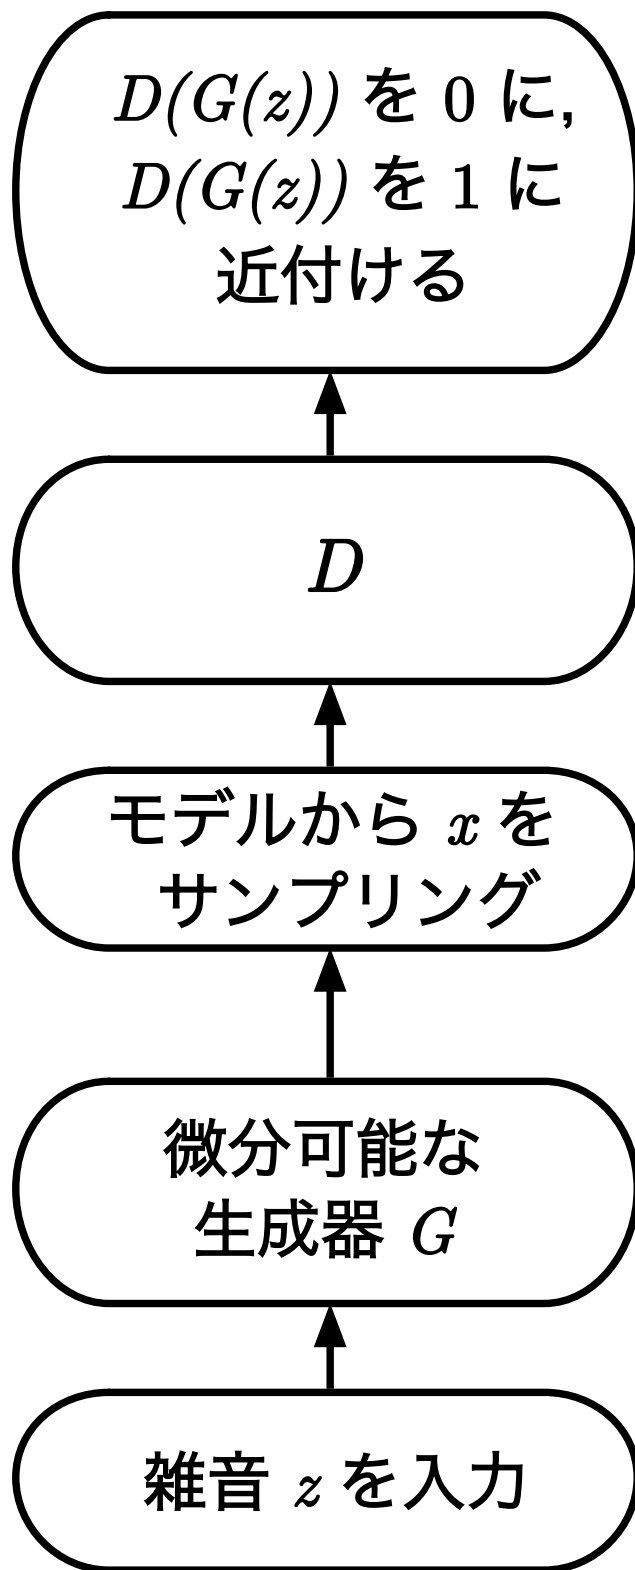 D(G(z)) を 0 に,
D(G(z)) を 1 に
近付ける
D
モデルから x を
サンプリング
微分可能な
生成器 G
雑音 z を入力